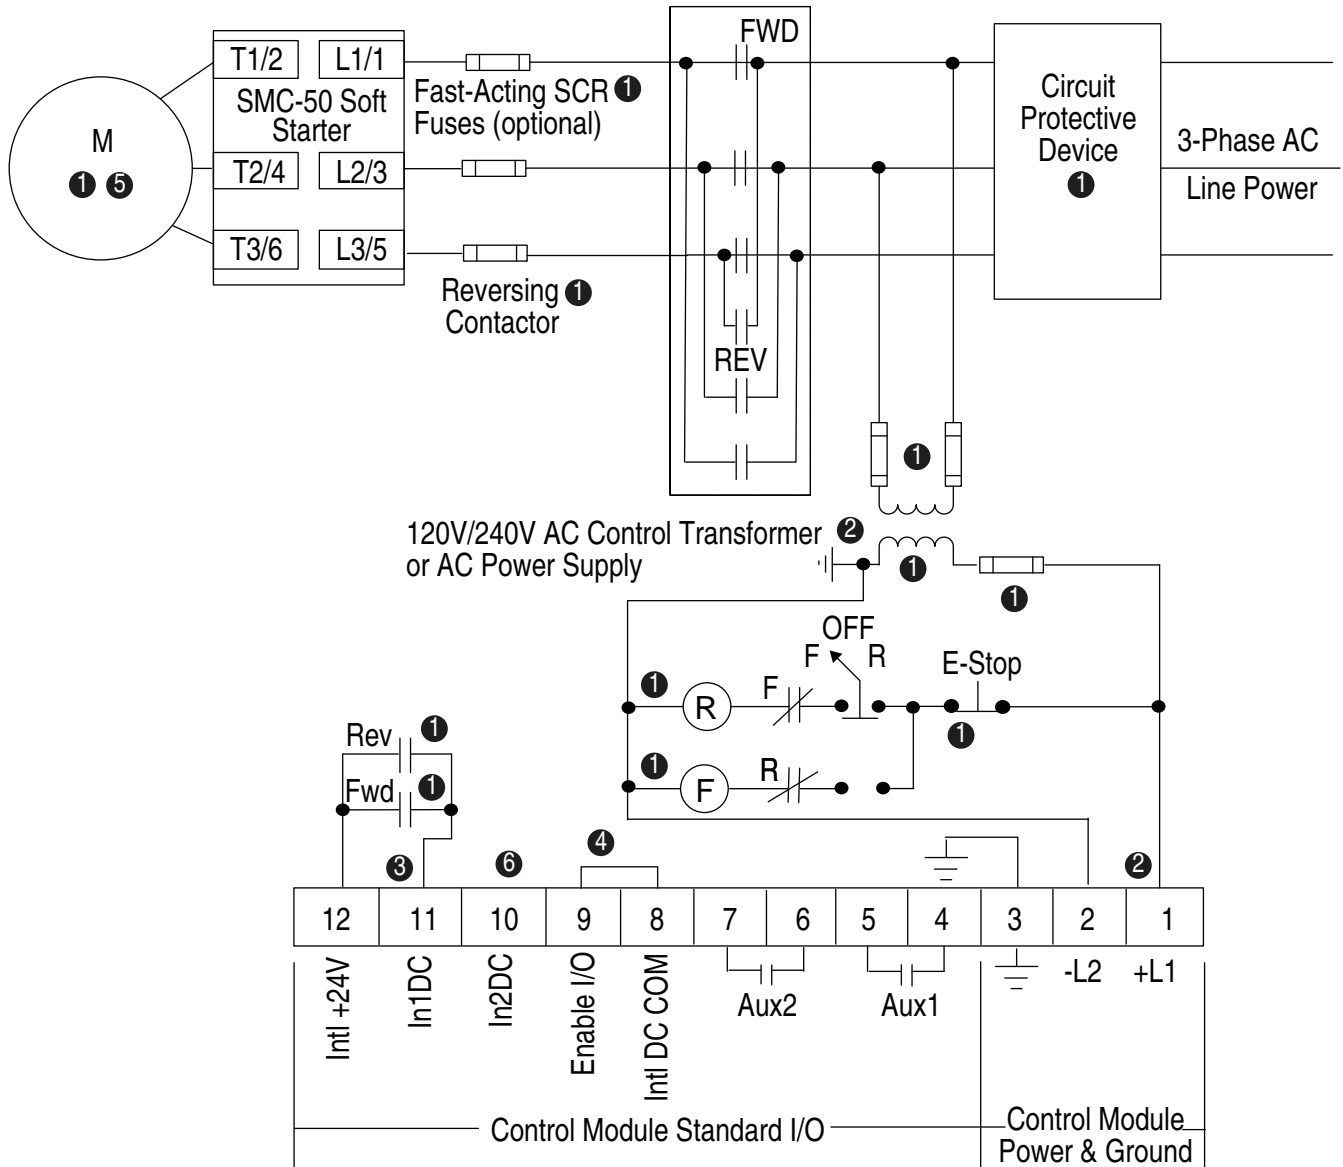 FWD
T1/2 L1/1
Fast-Acting SCR ❶
Fuses (optional)
SMC-50 Soft
Starter
Circuit
Protective
Device
❶
M
❶ ❺
T2/4 L2/3
3-Phase AC
Line Power
T3/6 L3/5
Reversing ❶
Contactor
REV
❶
120V/240V AC Control Transformer ❷
or AC Power Supply
❶
❶
OFF
F R
E-Stop
❶
R
F
❶
Rev ❶
❶
F
R
Fwd ❶
❸
❻
❹
❷
12 11 10 9 8 7 6 5 4 3 2 1
Intl +24V
In1DC
In2DC
Enable I/O
Intl DC COM
Aux2
Aux1
-L2
+L1
Control Module Standard I/O
Control Module
Power & Ground